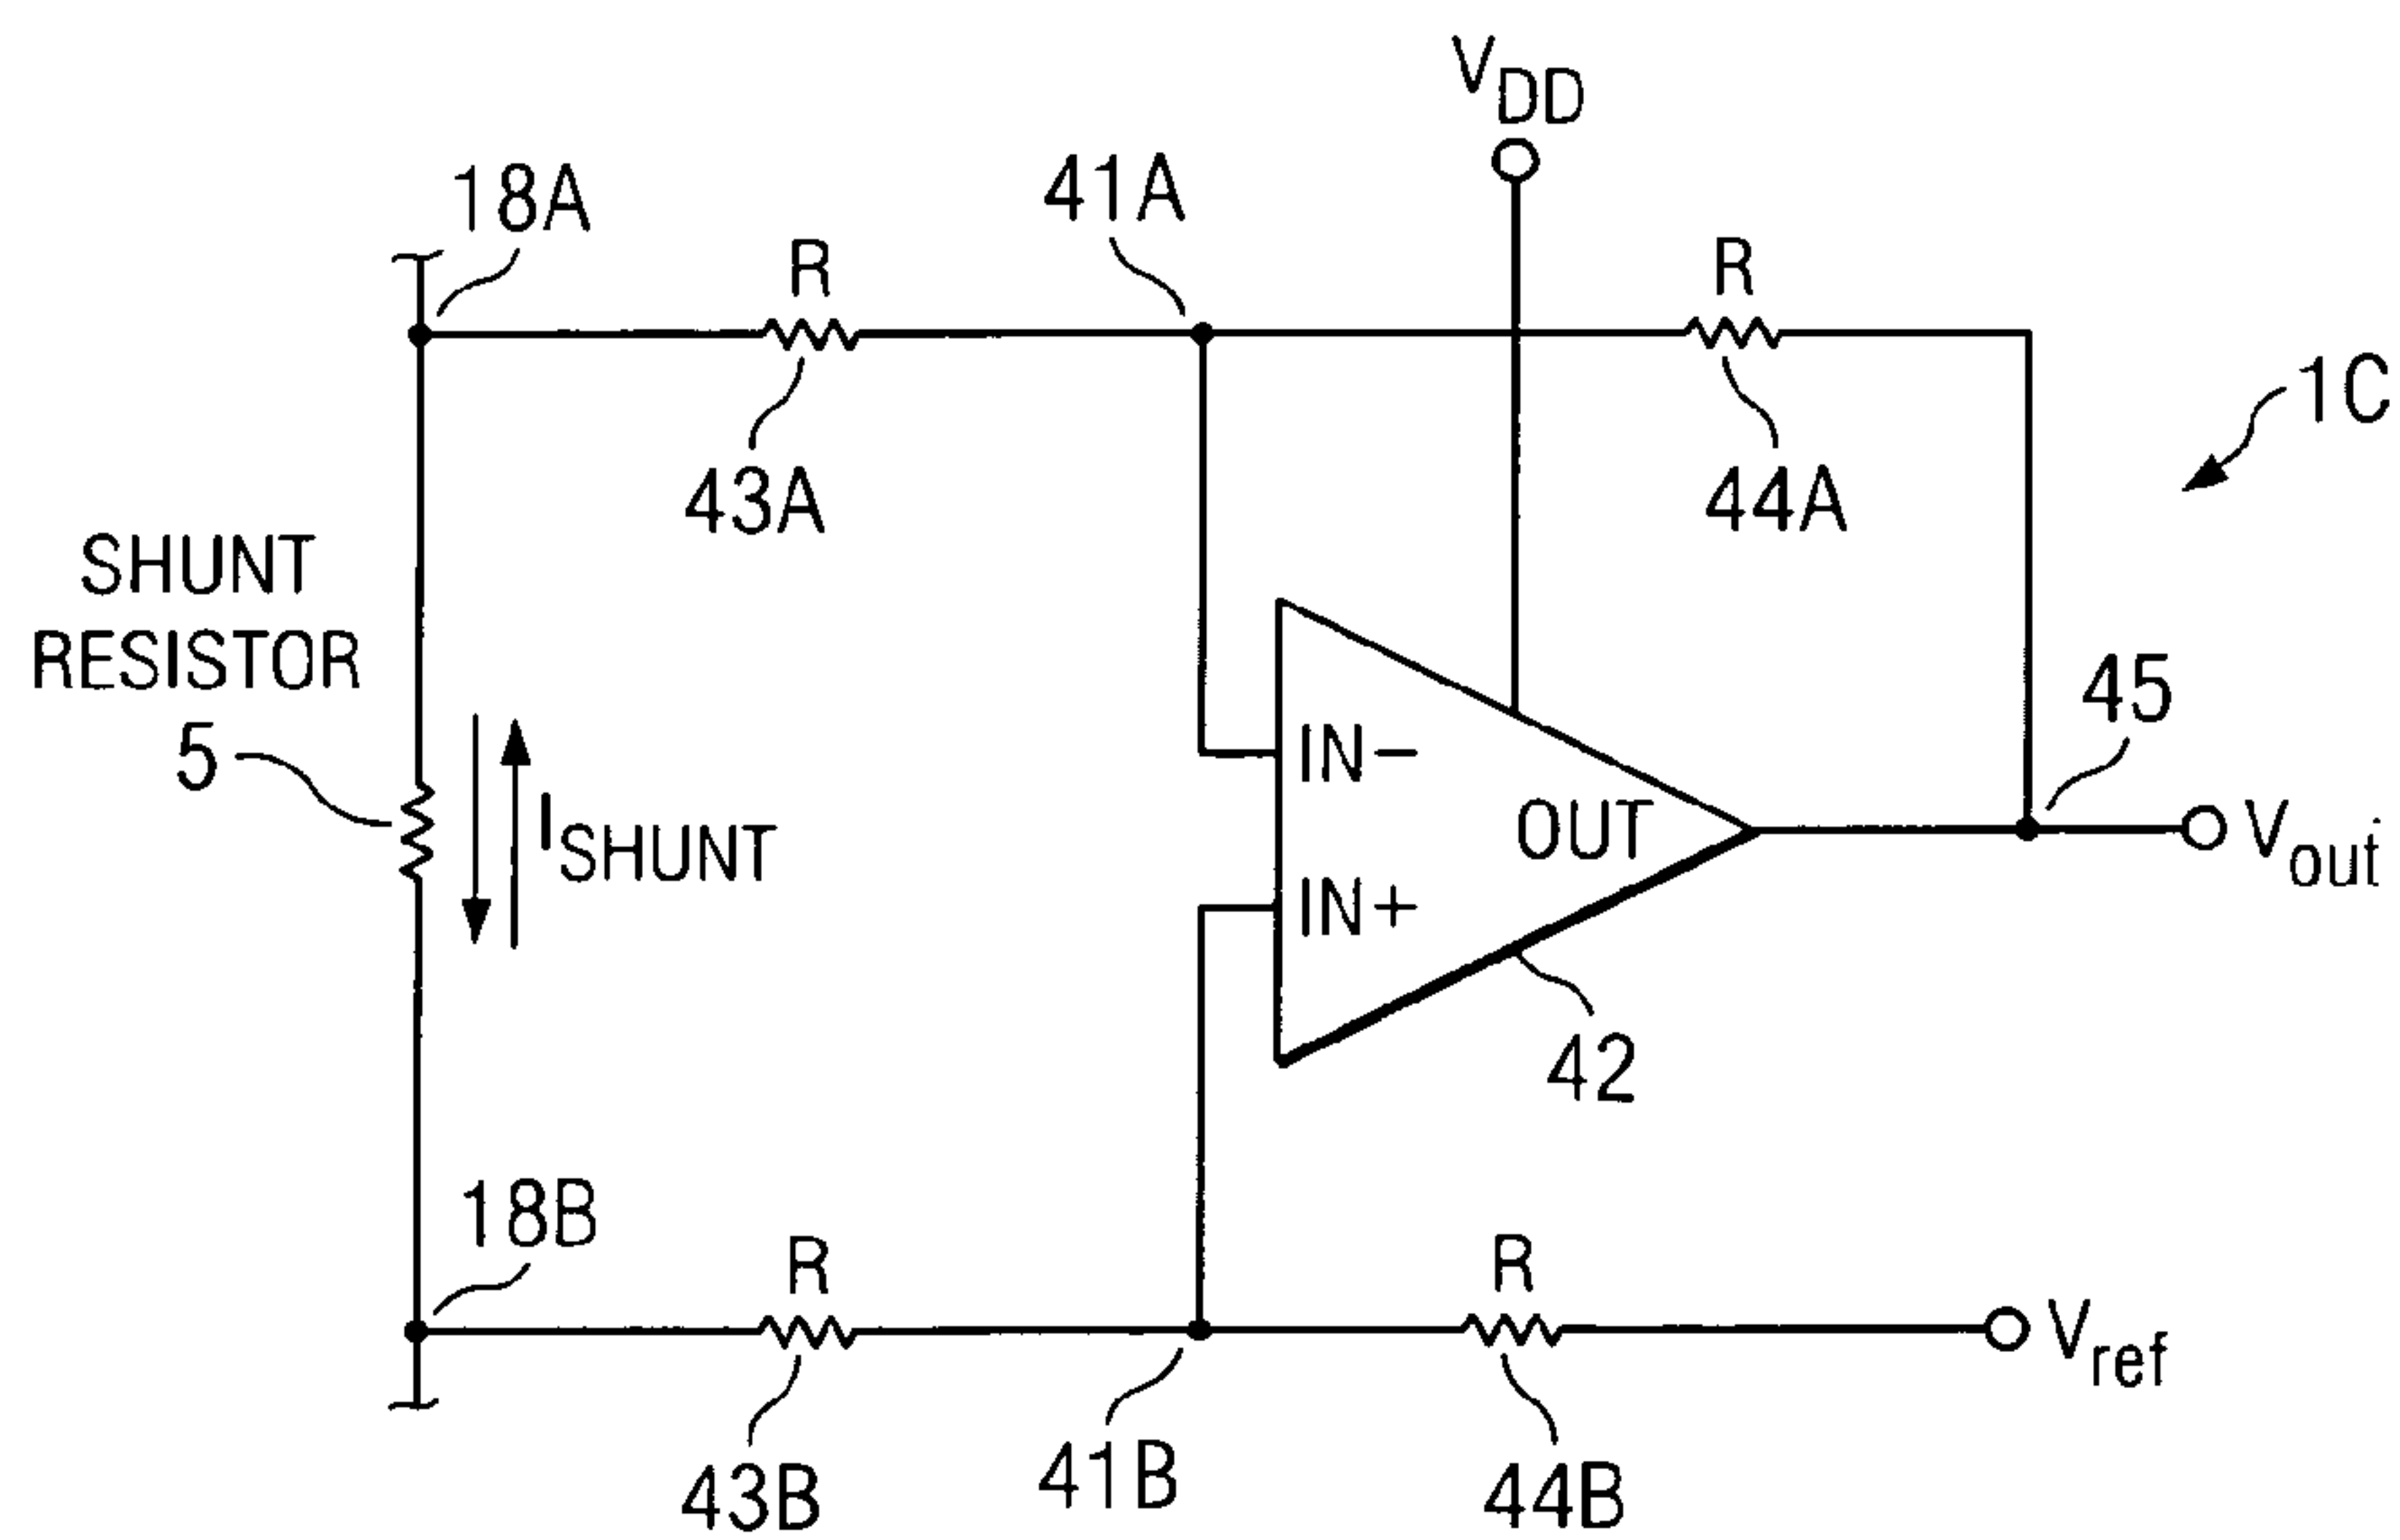 VDD
18A
41A
R
R
1C
43A
44A
SHUNT
RESISTOR
5
ISHUNT
IN-
OUT
IN+
45
Vout
42
18B
R
R
Vref
43B
41B
44B